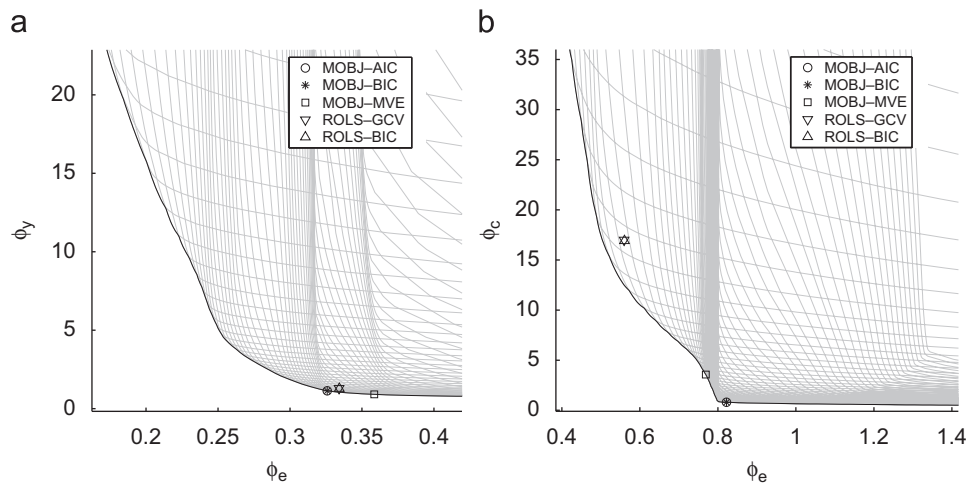 a
20
15
10
5
0
ϕy
0.2 0.25 0.3 0.35 0.4
ϕe
MOBJ–AIC
MOBJ–BIC
MOBJ–MVE
ROLS–GCV
ROLS–BIC
b
35
30
25
20
15
10
5
0
ϕc
0.4 0.6 0.8 1 1.2 1.4
ϕe
MOBJ–AIC
MOBJ–BIC
MOBJ–MVE
ROLS–GCV
ROLS–BIC